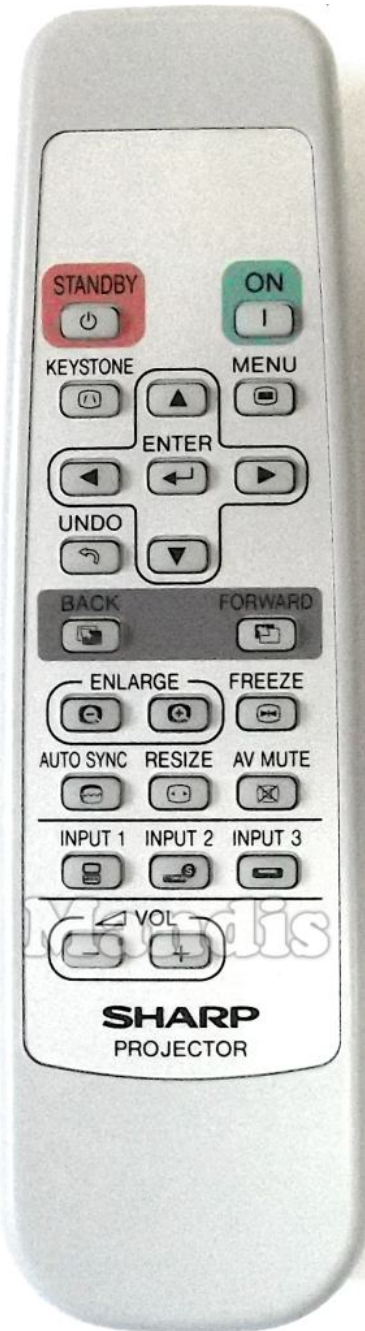 STANDBY ON
KEYSTONE MENU
ENTER
UNDO
BACK FORWARD
ENLARGE FREEZE
AUTO SYNC RESIZE AV MUTE
INPUT 1 INPUT 2 INPUT 3
S
VOL
- +
Mandis
SHARP
PROJECTOR